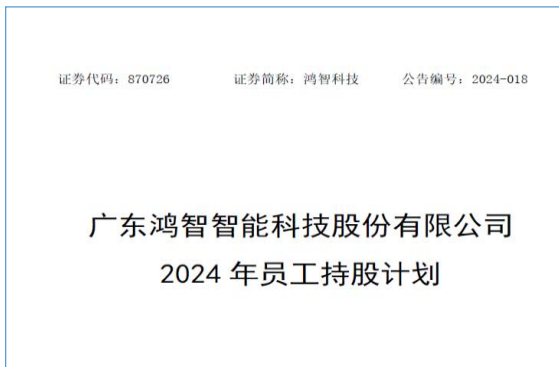 证券代码：870726 证券简称：鸿智科技 公告编号：2024-018
广东鸿智智能科技股份有限公司
2024 年员工持股计划